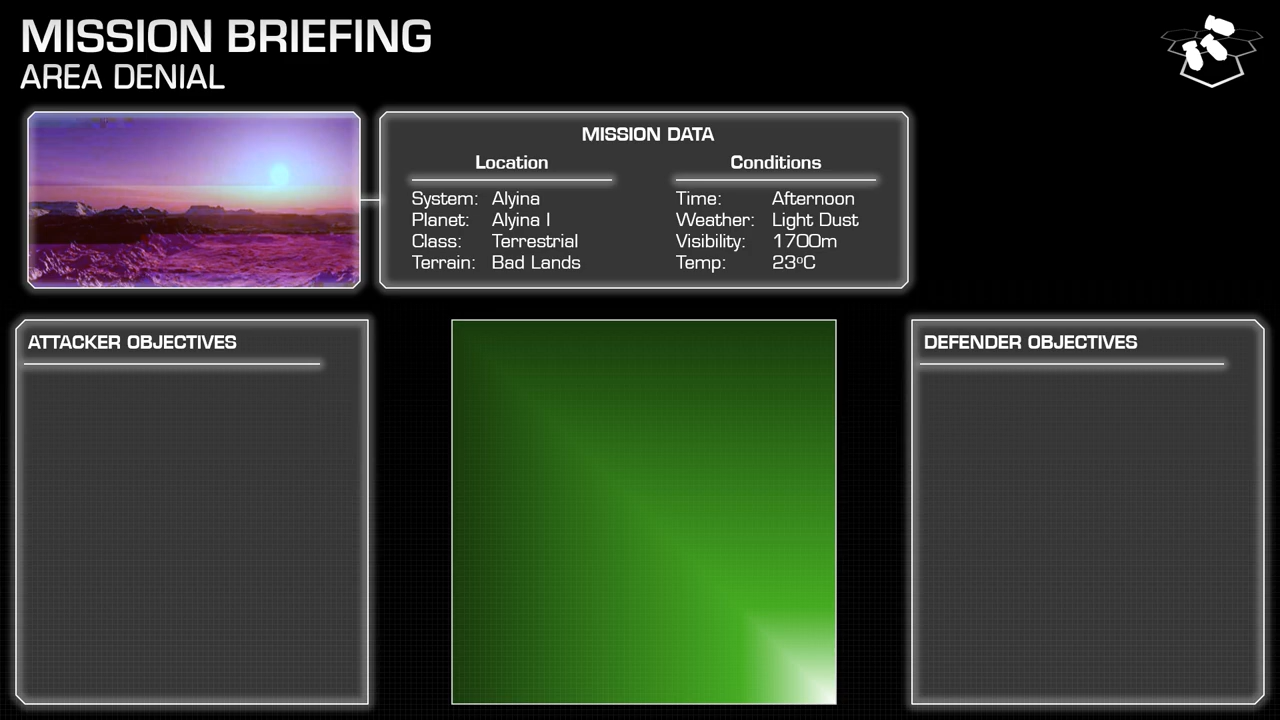 MISSION BRIEFING
AREA DENIAL
MISSION DATA
Location
System: Alyina
Planet: Alyina I
Class: Terrestrial
Terrain: Bad Lands
Conditions
Time: Afternoon
Weather: Light Dust
Visibility: 1700m
Temp: 23ºC
ATTACKER OBJECTIVES
DEFENDER OBJECTIVES